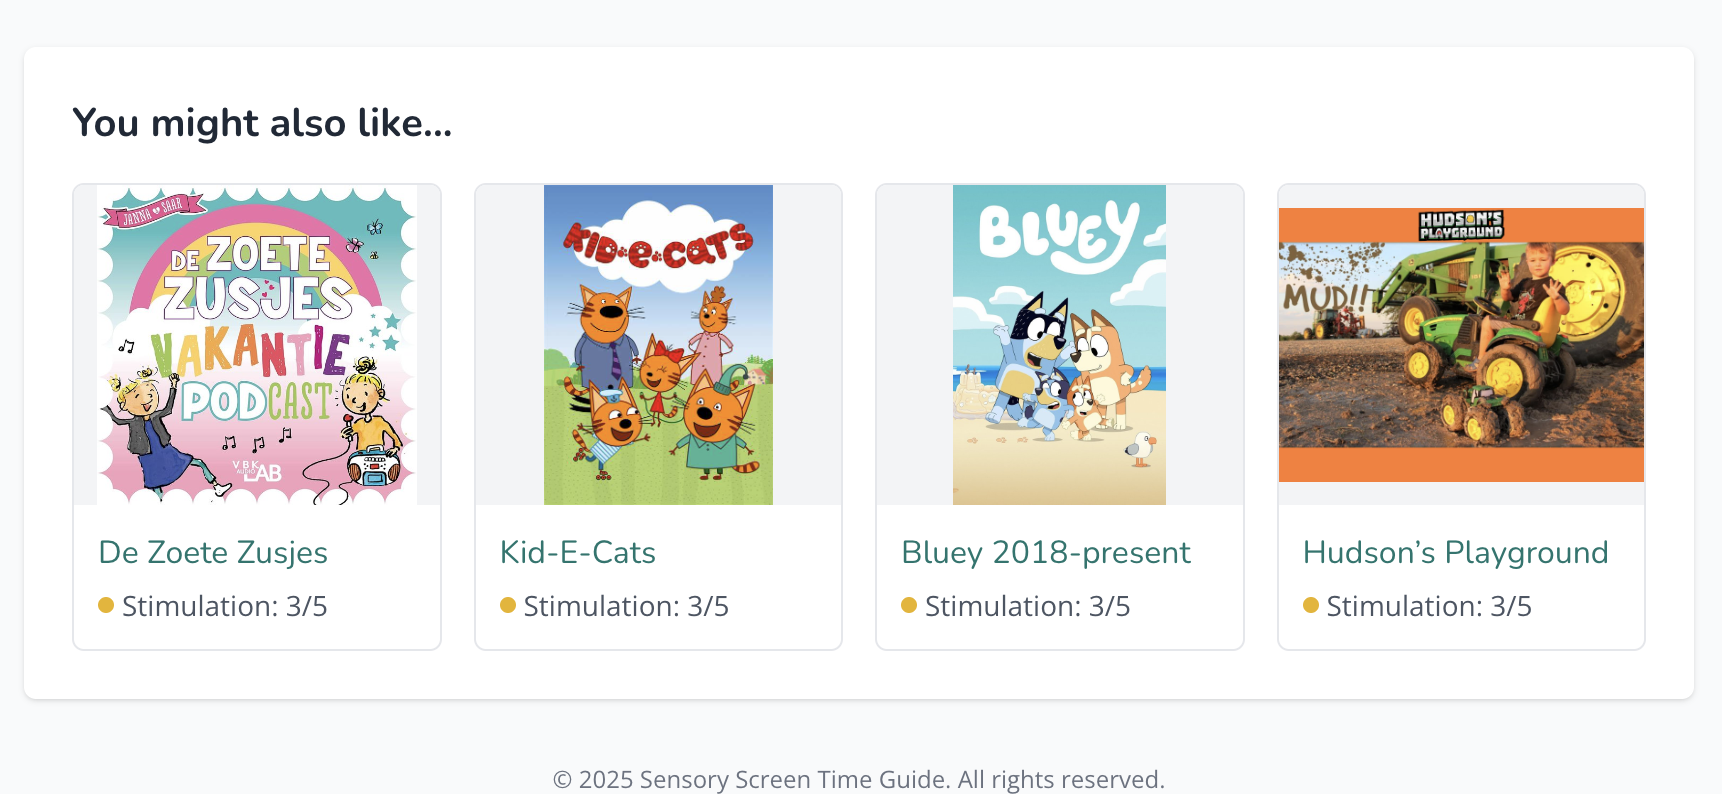 You might also like...
JANNA SAAR
DE ZOETE
ZUSJES
VAKANTIE
PODCAST
VBK
AUDIO
LAB
KID-E-CATS
BLUEY
HUDSON'S
PLAYGROUND
MUD!!
De Zoete Zusjes
Stimulation: 3/5
Kid-E-Cats
Stimulation: 3/5
Bluey 2018-present
Stimulation: 3/5
Hudson’s Playground
Stimulation: 3/5
© 2025 Sensory Screen Time Guide. All rights reserved.